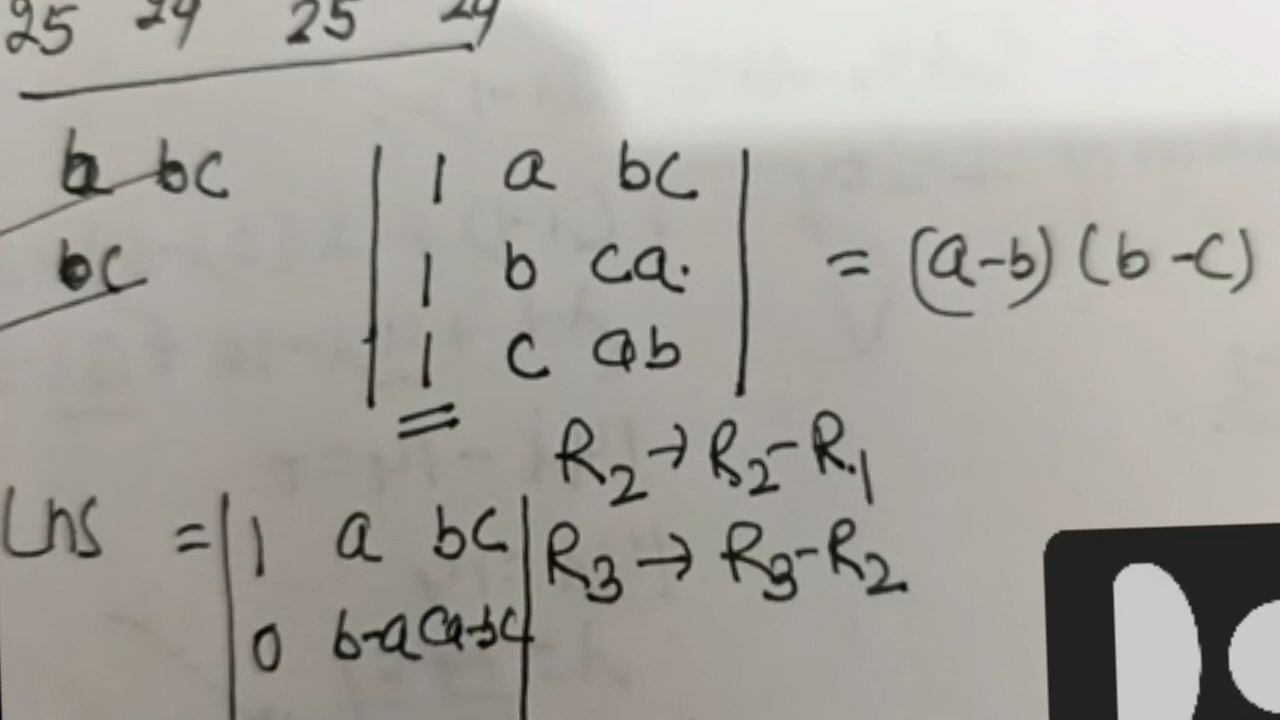 25 24 25 24
b bc | 1 a bc |
bc | 1 b ca. | = (a-b) (b-c)
| 1 c ab |
R2 → R2-R1
LHS = | 1 a bc | R3 → R3-R2
| 0 b-a ca-bc |